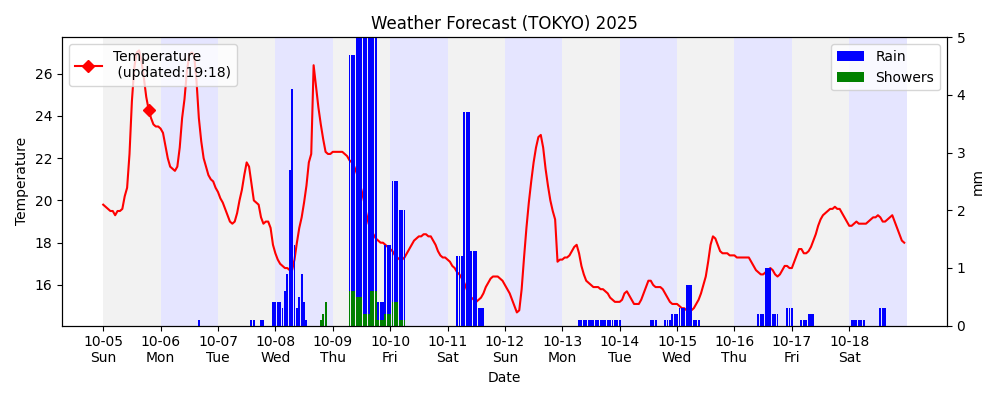 Weather Forecast (TOKYO) 2025
Temperature
(updated:19:18)
Rain
Showers
Temperature
26
24
22
20
18
16
5
4
3
2
1
0
mm
10-05 10-06 10-07 10-08 10-09 10-10 10-11 10-12 10-13 10-14 10-15 10-16 10-17 10-18
Sun Mon Tue Wed Thu Fri Sat Sun Mon Tue Wed Thu Fri Sat
Date